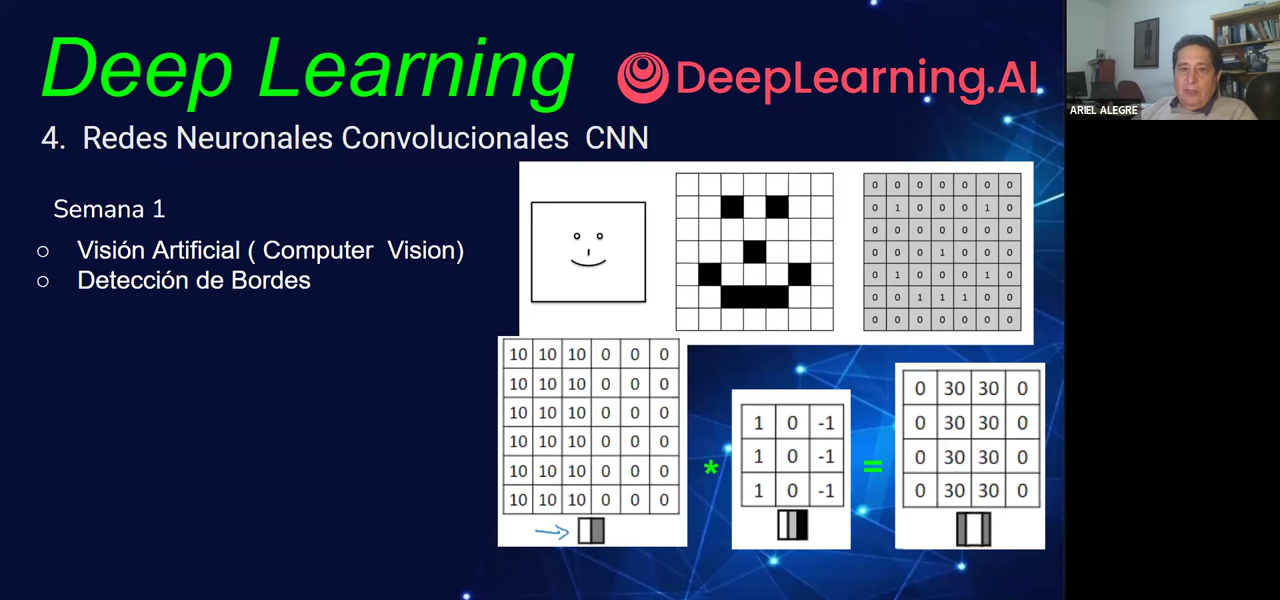 Deep Learning
DeepLearning.AI
ARIEL ALEGRE
4. Redes Neuronales Convolucionales CNN
Semana 1
○ Visión Artificial ( Computer Vision)
○ Detección de Bordes
0 0 0 0 0 0 0
0 1 0 0 0 1 0
0 0 0 0 0 0 0
0 0 0 1 0 0 0
0 1 0 0 0 1 0
0 0 1 1 1 0 0
0 0 0 0 0 0 0
10 10 10 0 0 0
10 10 10 0 0 0
10 10 10 0 0 0
10 10 10 0 0 0
10 10 10 0 0 0
10 10 10 0 0 0
*
1 0 -1
1 0 -1
1 0 -1
=
0 30 30 0
0 30 30 0
0 30 30 0
0 30 30 0